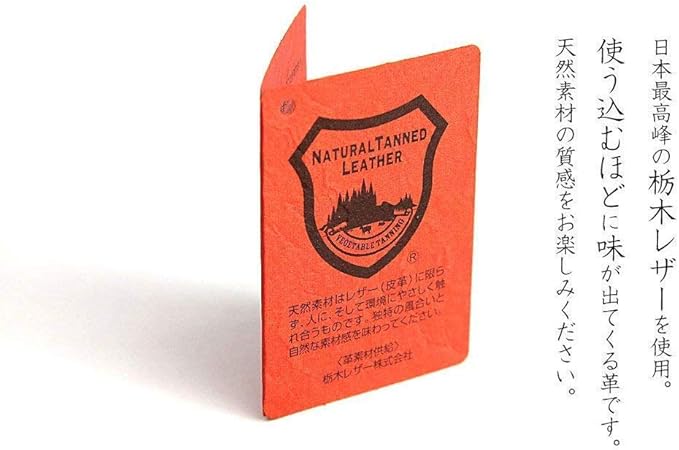 日本最高峰の栃木レザーを使用。
使う込むほどに味が出てくる革です。
天然素材の質感をお楽しみください。
NATURAL TANNED
LEATHER
VEGETABLE TANNING
®
天然素材はレザー（皮革）に限ら
ず、人に、そして環境にやさしく触
れ合うものです。独特の風合いと
自然な素材感を味わってください。
〈革素材供給〉
栃木レザー株式会社